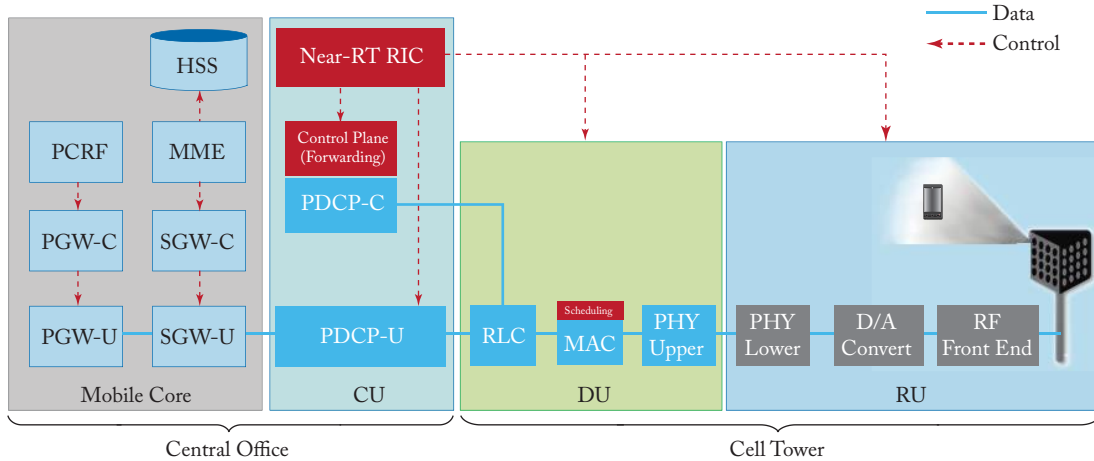 Data
Control
HSS
Near-RT RIC
PCRF
MME
Control Plane
(Forwarding)
PDCP-C
PGW-C
SGW-C
PGW-U
SGW-U
PDCP-U
RLC
Scheduling
MAC
PHY
Upper
PHY
Lower
D/A
Convert
RF
Front End
Mobile Core
CU
DU
RU
Central Office
Cell Tower